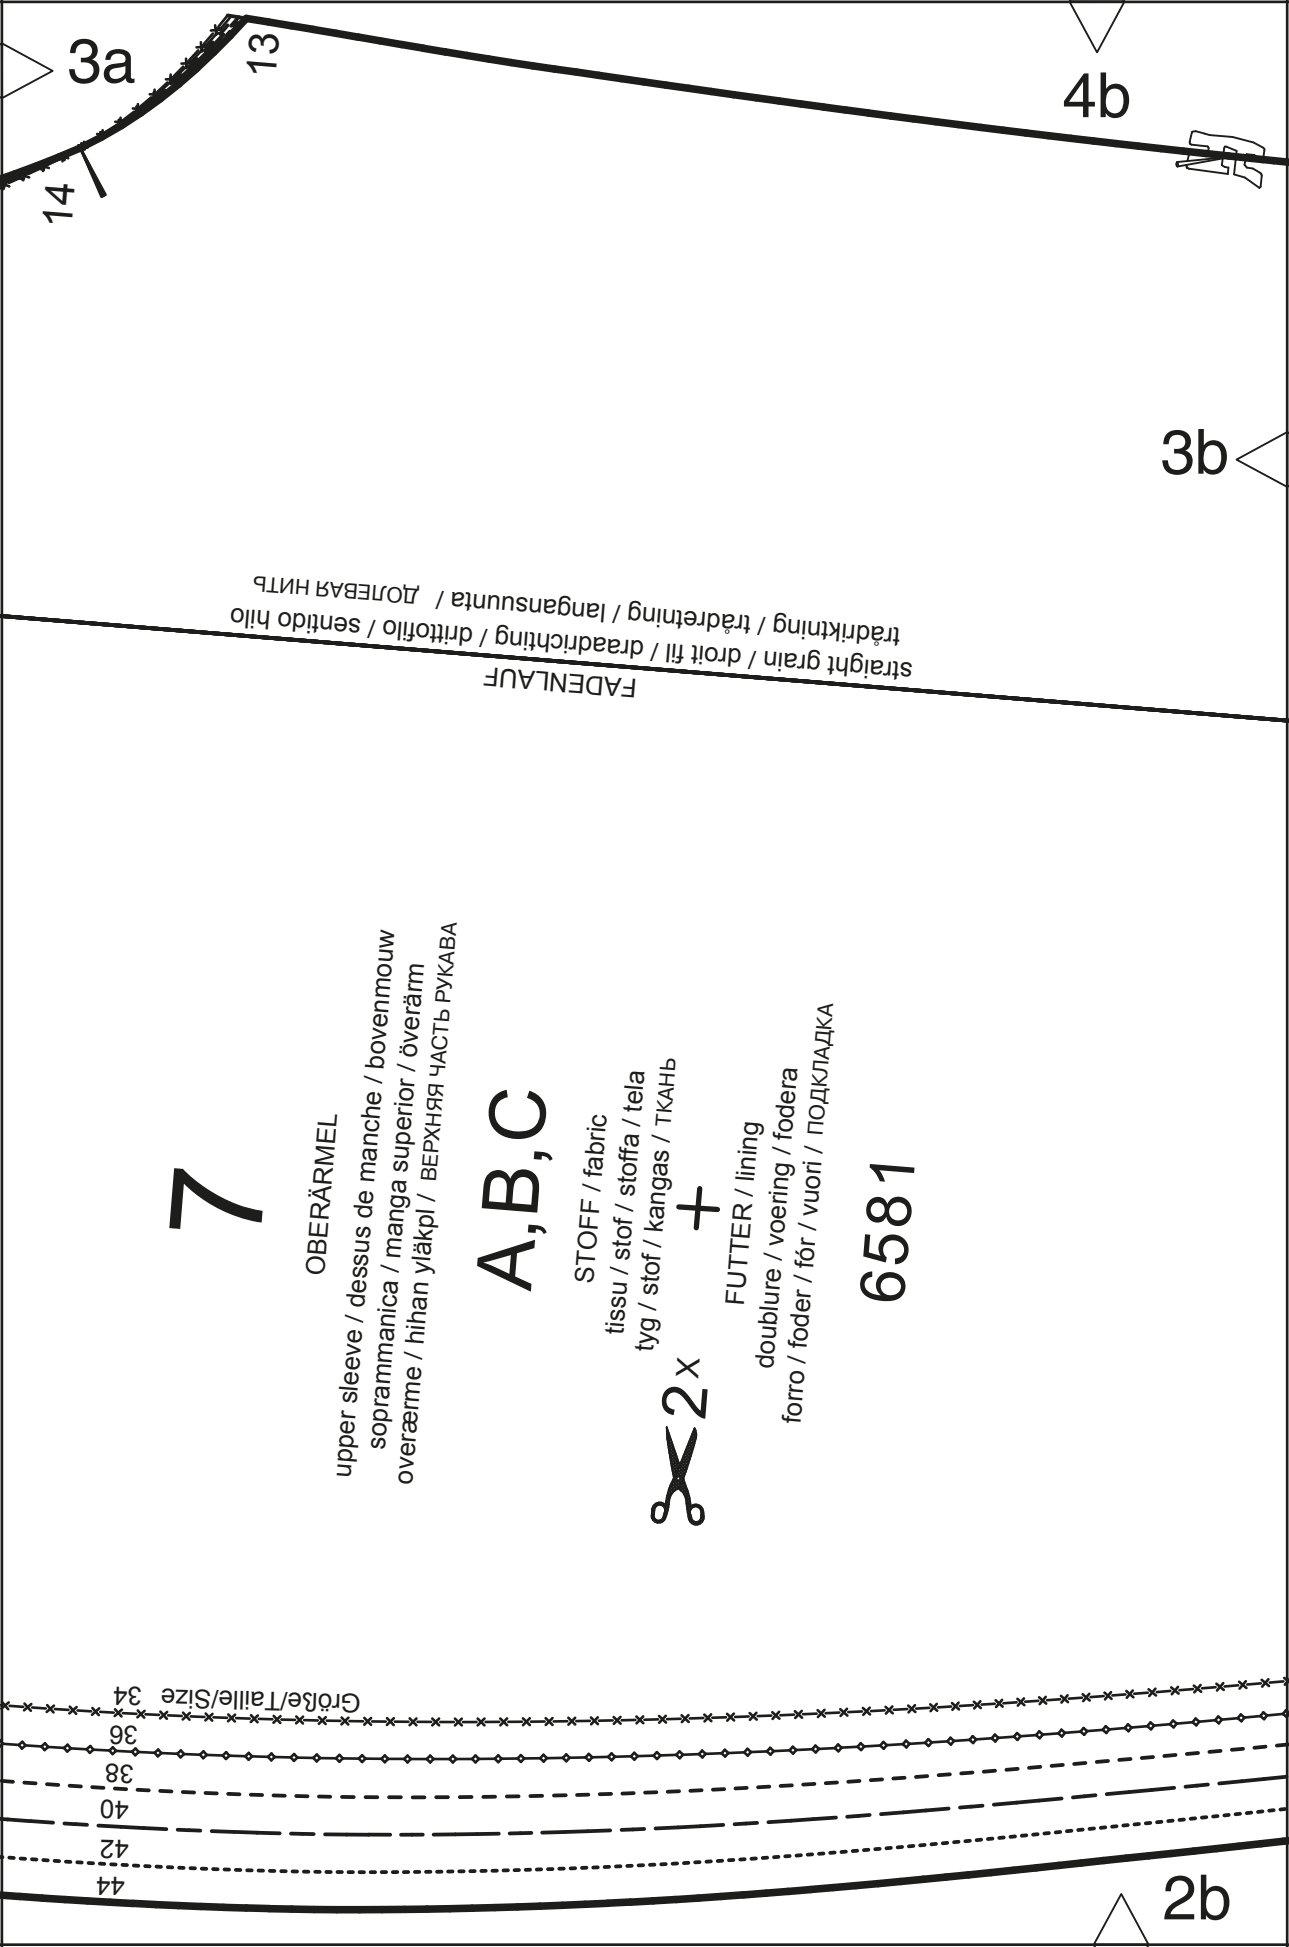 3a
13
4b
14
3b
trådriktning / trådretning / langansuunta / ДОЛЕВАЯ НИТЬ
straight grain / droit fil / draadrichting / drittofilo / sentido hilo
FADENLAUF
7
OBERÄRMEL
upper sleeve / dessus de manche / bovenmouw
soprammanica / manga superior / överärm
overærme / hihan yläkpl / ВЕРХНЯЯ ЧАСТЬ РУКАВА
A,B,C
STOFF / fabric
tissu / stof / stoffa / tela
tyg / stof / kangas / ТКАНЬ
2x
+
FUTTER / lining
doublure / voering / fodera
forro / foder / fór / vuori / ПОДКЛАДКА
6581
Größe/Taille/Size 34
36
38
40
42
44
2b